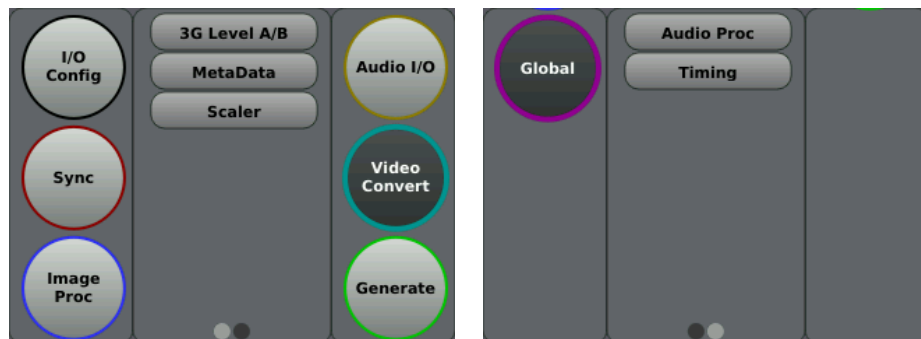 I/O
Config
3G Level A/B
MetaData
Scaler
Audio I/O
Sync
Video
Convert
Image
Proc
Generate
Global
Audio Proc
Timing